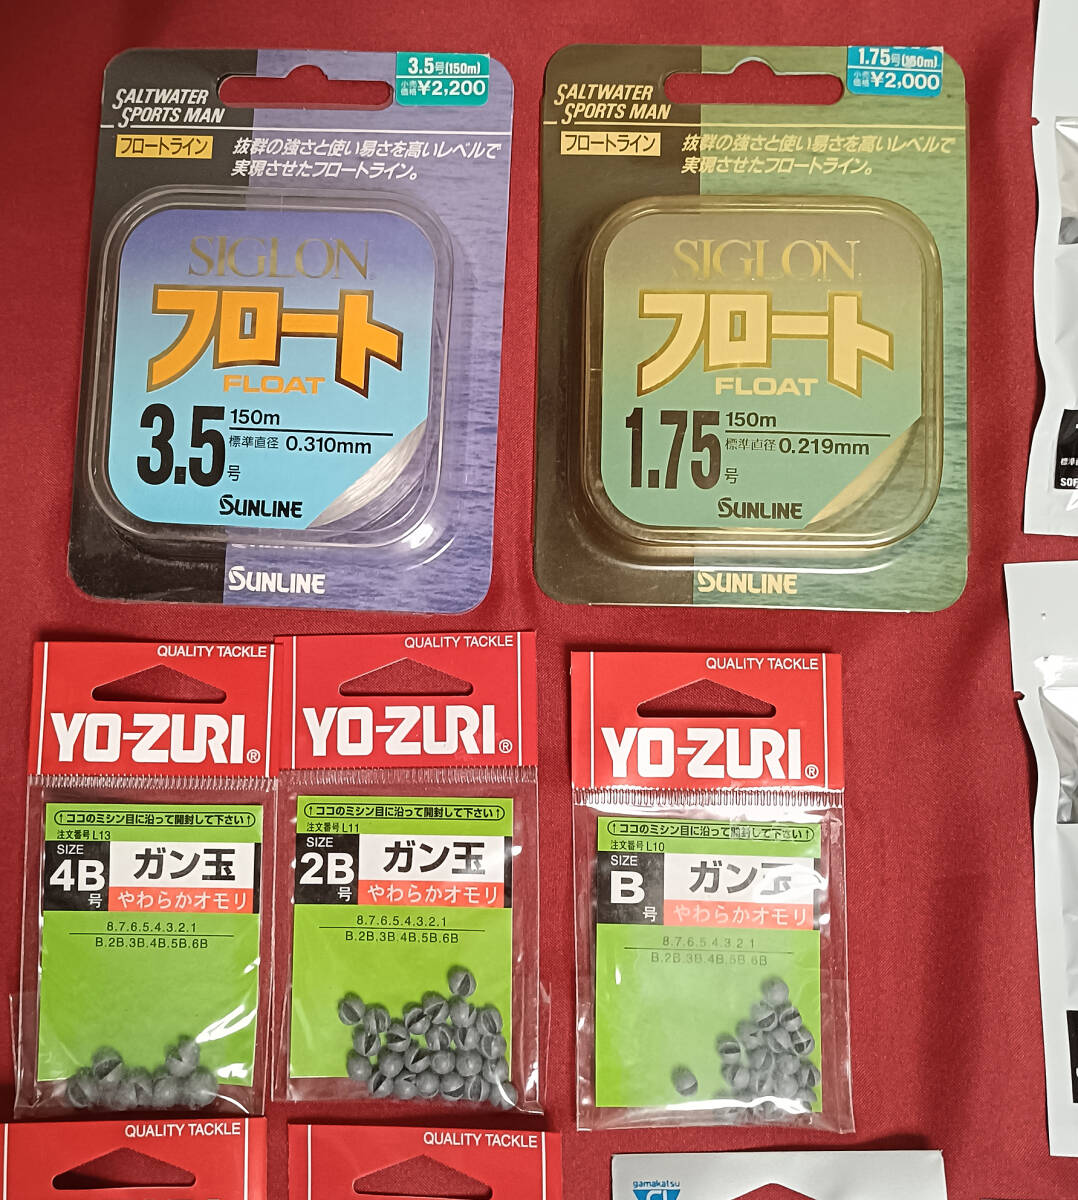 3.5号(150m)
小売価格 ¥2,200
SALTWATER
SPORTS MAN
フロートライン
抜群の強さと使い易さを高いレベルで
実現させたフロートライン。
SIGLON
フロート
FLOAT
3.5号
150m
標準直径 0.310mm
SUNLINE
SUNLINE
1.75号(150m)
小売価格 ¥2,000
SALTWATER
SPORTS MAN
フロートライン
抜群の強さと使い易さを高いレベルで
実現させたフロートライン。
SIGLON
フロート
FLOAT
1.75号
150m
標準直径 0.219mm
SUNLINE
SUNLINE
QUALITY TACKLE
YO-ZURI®
↑ココのミシン目に沿って開封して下さい↑
注文番号 L13
SIZE
4B号
ガン玉
やわらかオモリ
8.7.6.5.4.3.2.1
B.2B.3B.4B.5B.6B
QUALITY TACKLE
YO-ZURI®
↑ココのミシン目に沿って開封して下さい↑
注文番号 L11
SIZE
2B号
ガン玉
やわらかオモリ
8.7.6.5.4.3.2.1
B.2B.3B.4B.5B.6B
QUALITY TACKLE
YO-ZURI®
↑ココのミシン目に沿って開封して下さい↑
注文番号 L10
SIZE
B号
ガン玉
やわらかオモリ
8.7.6.5.4.3.2.1
B.2B.3B.4B.5B.6B
QUALITY TACKLE
QUALITY TACKLE
gamakatsu